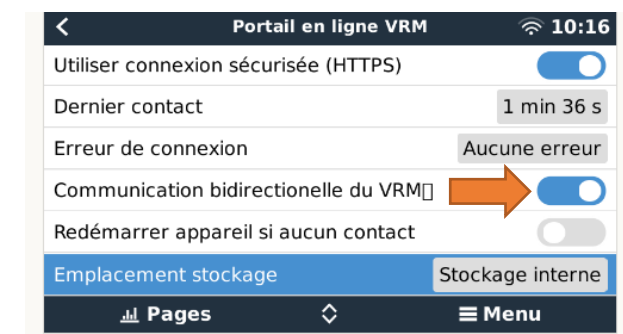 Portail en ligne VRM 10:16
Utiliser connexion sécurisée (HTTPS)
Dernier contact 1 min 36 s
Erreur de connexion Aucune erreur
Communication bidirectionelle du VRM▯
Redémarrer appareil si aucun contact
Emplacement stockage Stockage interne
Pages Menu